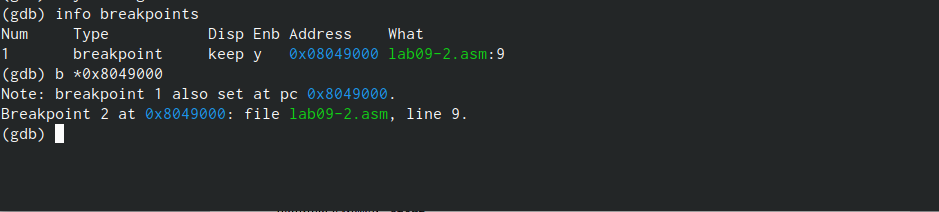 (gdb) info breakpoints
Num     Type           Disp Enb Address    What
1       breakpoint     keep y   0x08049000 lab09-2.asm:9
(gdb) b *0x8049000
Note: breakpoint 1 also set at pc 0x8049000.
Breakpoint 2 at 0x8049000: file lab09-2.asm, line 9.
(gdb)